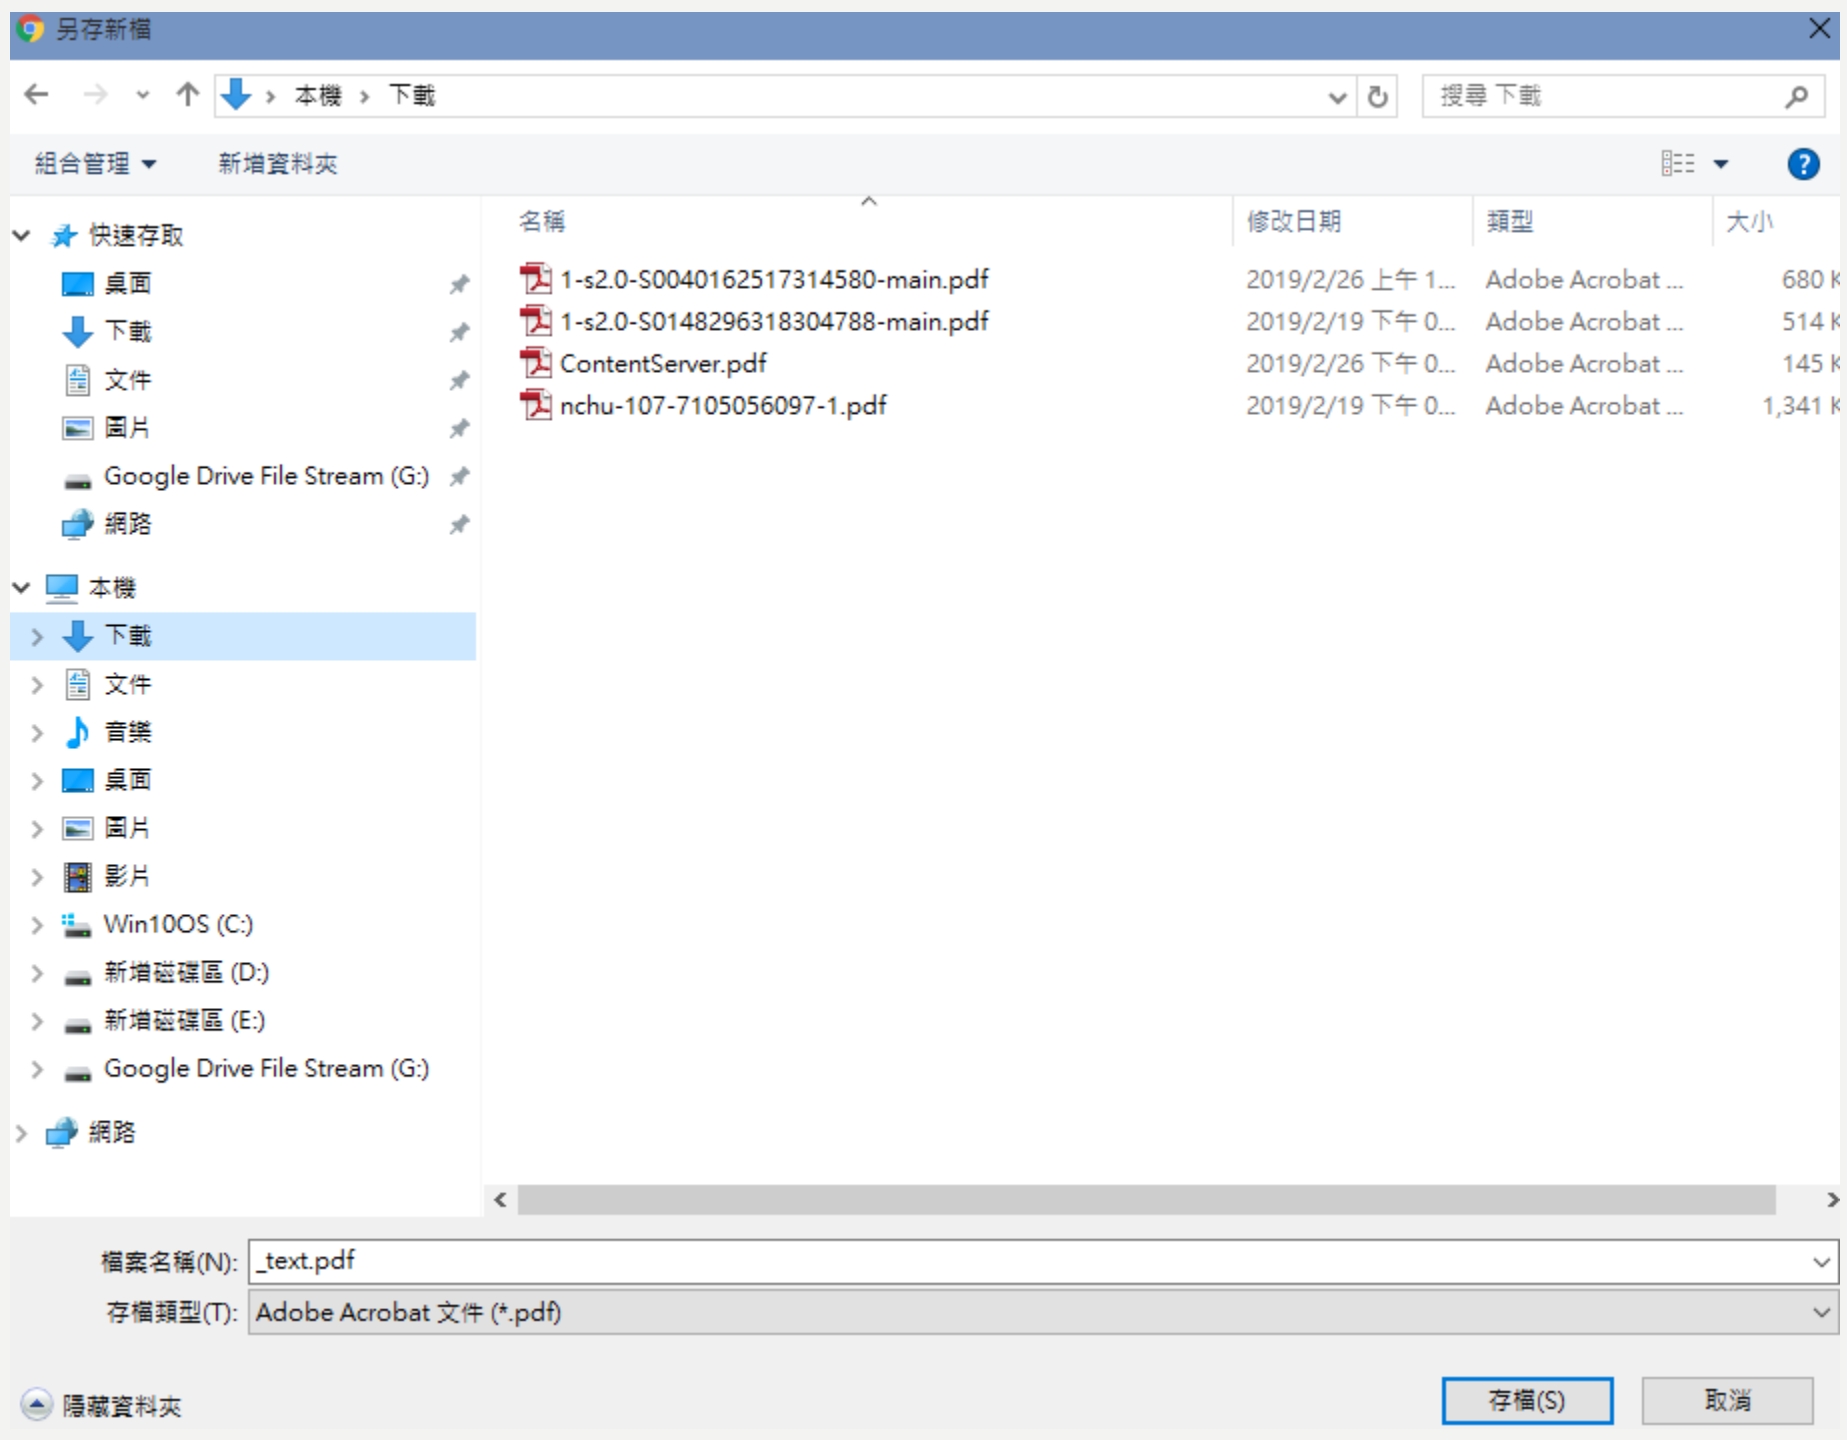 另存新檔
本機 下載
搜尋 下載
組合管理 新增資料夾
名稱 修改日期 類型 大小
快速存取
桌面
下載
文件
圖片
Google Drive File Stream (G:)
網路
本機
下載
文件
音樂
桌面
圖片
影片
Win10OS (C:)
新增磁碟區 (D:)
新增磁碟區 (E:)
Google Drive File Stream (G:)
網路
1-s2.0-S0040162517314580-main.pdf 2019/2/26 上午 1... Adobe Acrobat ... 680 K
1-s2.0-S0148296318304788-main.pdf 2019/2/19 下午 0... Adobe Acrobat ... 514 K
ContentServer.pdf 2019/2/26 下午 0... Adobe Acrobat ... 145 K
nchu-107-7105056097-1.pdf 2019/2/19 下午 0... Adobe Acrobat ... 1,341 K
檔案名稱(N): _text.pdf
存檔類型(T): Adobe Acrobat 文件 (*.pdf)
隱藏資料夾 存檔(S) 取消